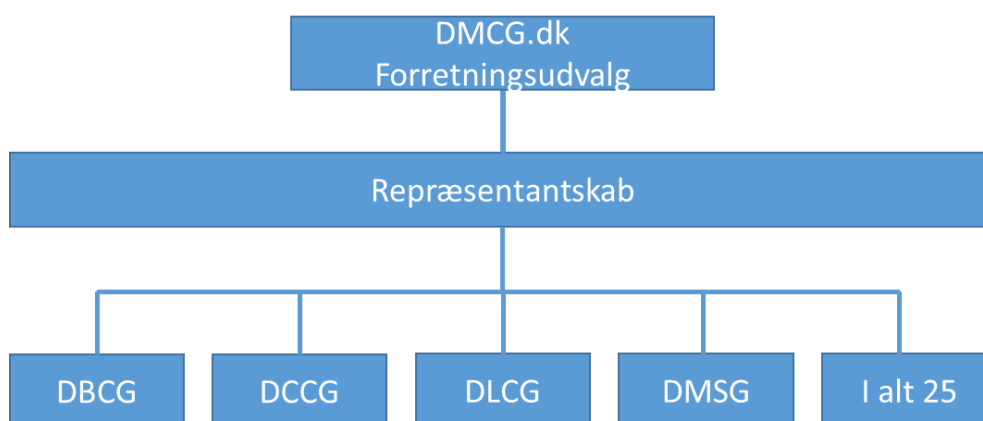 DMCG.dk
Forretningsudvalg
Repræsentantskab
DBCG
DCCG
DLCG
DMSG
I alt 25